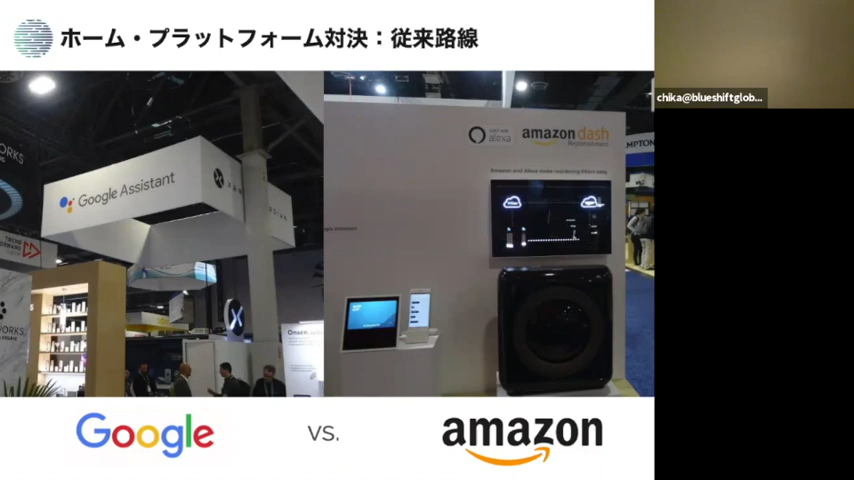 ホーム・プラットフォーム対決：従来路線
chika@blueshiftglob...
Google Assistant
alexa
amazon dash
Replenishment
Amazon and Alexa make reordering filters easy
Google
vs.
amazon